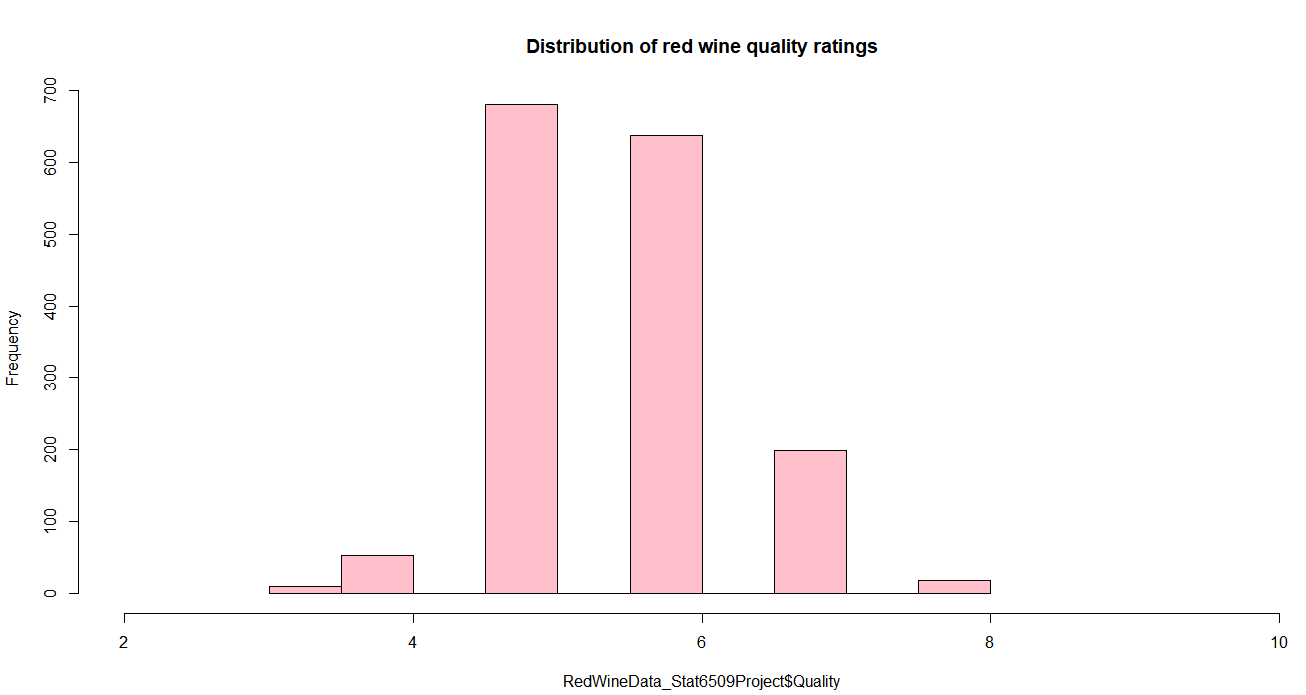 Distribution of red wine quality ratings
700
600
500
400
300
200
100
0
Frequency
2 4 6 8 10
RedWineData_Stat6509Project$Quality